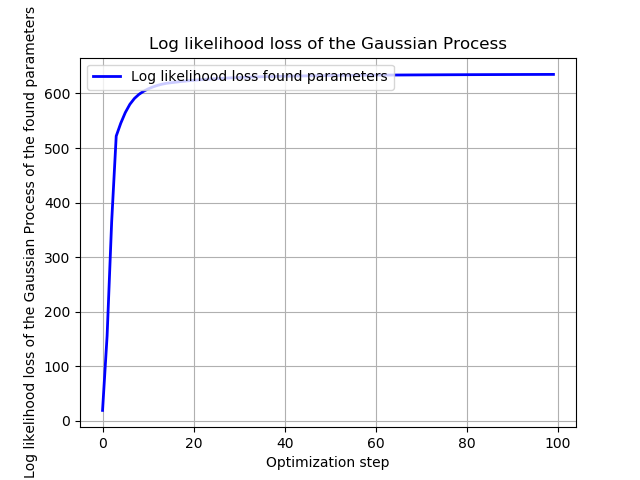 Log likelihood loss of the Gaussian Process
Log likelihood loss found parameters
Log likelihood loss of the Gaussian Process of the found parameters
600
500
400
300
200
100
0
0 20 40 60 80 100
Optimization step